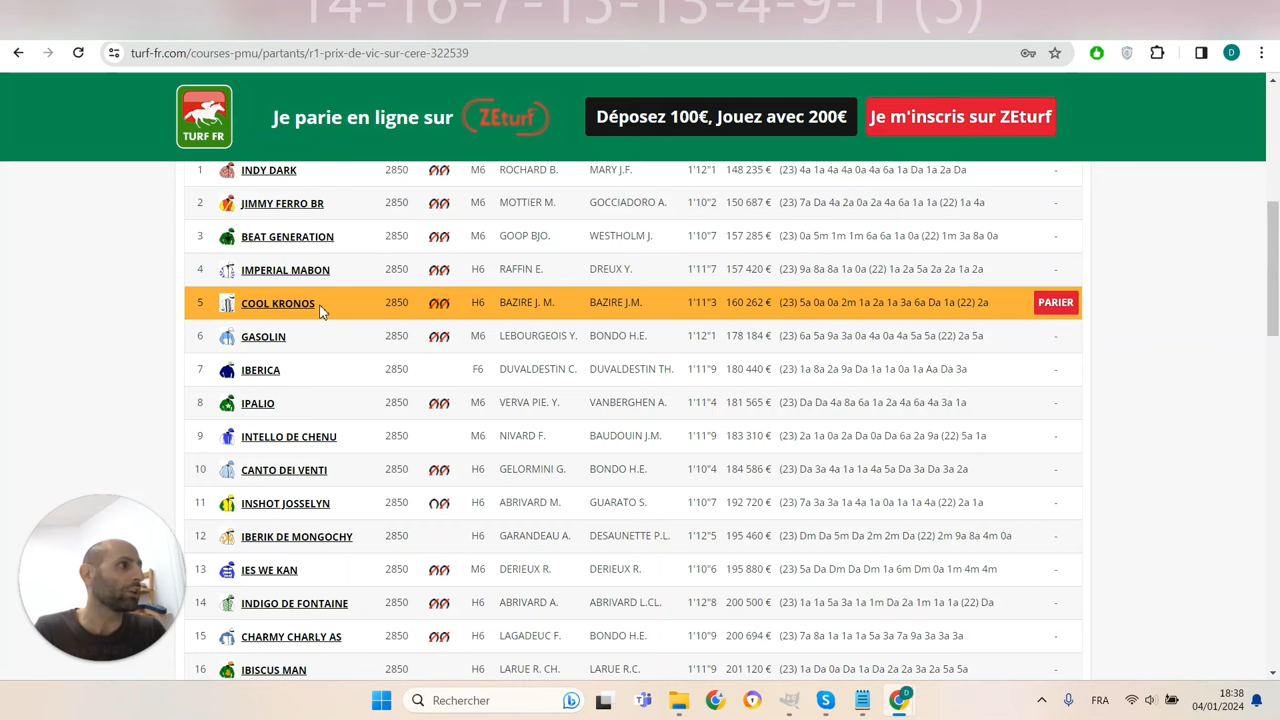 14-16-7-13-15-4-9-1 (5)
turf-fr.com/courses-pmu/partants/r1-prix-de-vic-sur-cere-322539
D
TURF FR
Je parie en ligne sur ZEturf
Déposez 100€, Jouez avec 200€
Je m'inscris sur ZEturf
1 INDY DARK 2850 M6 ROCHARD B. MARY J.F. 1'12"1 148 235 € (23) 4a 1a 4a 4a 0a 4a 6a 1a Da 1a 2a Da -
2 JIMMY FERRO BR 2850 M6 MOTTIER M. GOCCIADORO A. 1'10"2 150 687 € (23) 7a Da 4a 2a 0a 2a 4a 6a 1a 1a (22) 1a 4a -
3 BEAT GENERATION 2850 M6 GOOP BJO. WESTHOLM J. 1'10"7 157 285 € (23) 0a 5m 1m 1m 6a 6a 1a 0a (22) 1m 3a 8a 0a -
4 IMPERIAL MABON 2850 H6 RAFFIN E. DREUX Y. 1'11"7 157 420 € (23) 9a 8a 8a 1a 0a (22) 1a 2a 5a 2a 2a 1a 2a -
5 COOL KRONOS 2850 H6 BAZIRE J. M. BAZIRE J.M. 1'11"3 160 262 € (23) 5a 0a 0a 2m 1a 2a 1a 3a 6a Da 1a (22) 2a PARIER
6 GASOLIN 2850 M6 LEBOURGEOIS Y. BONDO H.E. 1'12"1 178 184 € (23) 6a 5a 9a 3a 0a 4a 0a 4a 5a 5a (22) 2a 5a -
7 IBERICA 2850 F6 DUVALDESTIN C. DUVALDESTIN TH. 1'11"9 180 440 € (23) 1a 8a 2a 9a Da 1a 1a 0a 1a Aa Da 3a -
8 IPALIO 2850 M6 VERVA PIE. Y. VANBERGHEN A. 1'11"4 181 565 € (23) Da Da 4a 8a 6a 1a 2a 4a 6a 4a 3a 1a -
9 INTELLO DE CHENU 2850 M6 NIVARD F. BAUDOUIN J.M. 1'11"9 183 310 € (23) 2a 1a 0a 2a Da 0a Da 6a 2a 9a (22) 5a 1a -
10 CANTO DEI VENTI 2850 H6 GELORMINI G. BONDO H.E. 1'10"4 184 586 € (23) Da 3a 4a 1a 1a 4a 5a Da 3a 0a 3a 2a -
11 INSHOT JOSSELYN 2850 H6 ABRIVARD M. GUARATO S. 1'10"7 192 720 € (23) 7a 3a 3a 1a 4a 1a 0a 1a 1a 4a (22) 2a 1a -
12 IBERIK DE MONGOCHY 2850 H6 GARANDEAU A. DESAUNETTE P.L. 1'12"5 195 460 € (23) Dm Da 5m Da 2m 2m Da (22) 2m 9a 8a 4m 0a -
13 IES WE KAN 2850 M6 DERIEUX R. DERIEUX R. 1'10"6 195 880 € (23) 5a Da Dm Da Dm 1a 6m Dm 0a 1m 4m 4m -
14 INDIGO DE FONTAINE 2850 H6 ABRIVARD A. ABRIVARD L.CL. 1'12"8 200 500 € (23) 1a 1a 5a 3a 1a 1m Da 2a 1m 1a 1a (22) Da -
15 CHARMY CHARLY AS 2850 H6 LAGADEUC F. BONDO H.E. 1'10"9 200 694 € (23) 7a 8a 1a 1a 1a 5a 3a 7a 9a 3a 3a 3a -
16 IBISCUS MAN 2850 H6 LARUE R. CH. LARUE R.C. 1'11"9 201 120 € (23) 1a Da 0a Da 1a Da 2a 2a 3a 2a 5a 5a -
Rechercher
FRA
18:38
04/01/2024